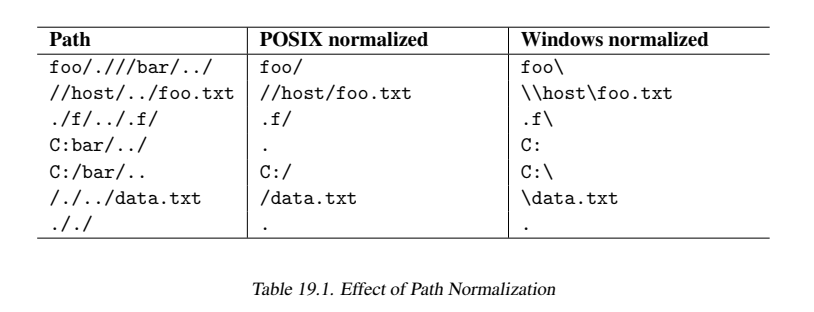 Path POSIX normalized Windows normalized
foo/.///bar/../ foo/ foo\
//host/../foo.txt //host/foo.txt \\host\foo.txt
./f/../.f/ .f/ .f\
C:bar/../ . C:
C:/bar/.. C:/ C:\
/./../data.txt /data.txt \data.txt
././ . .
Table 19.1. Effect of Path Normalization